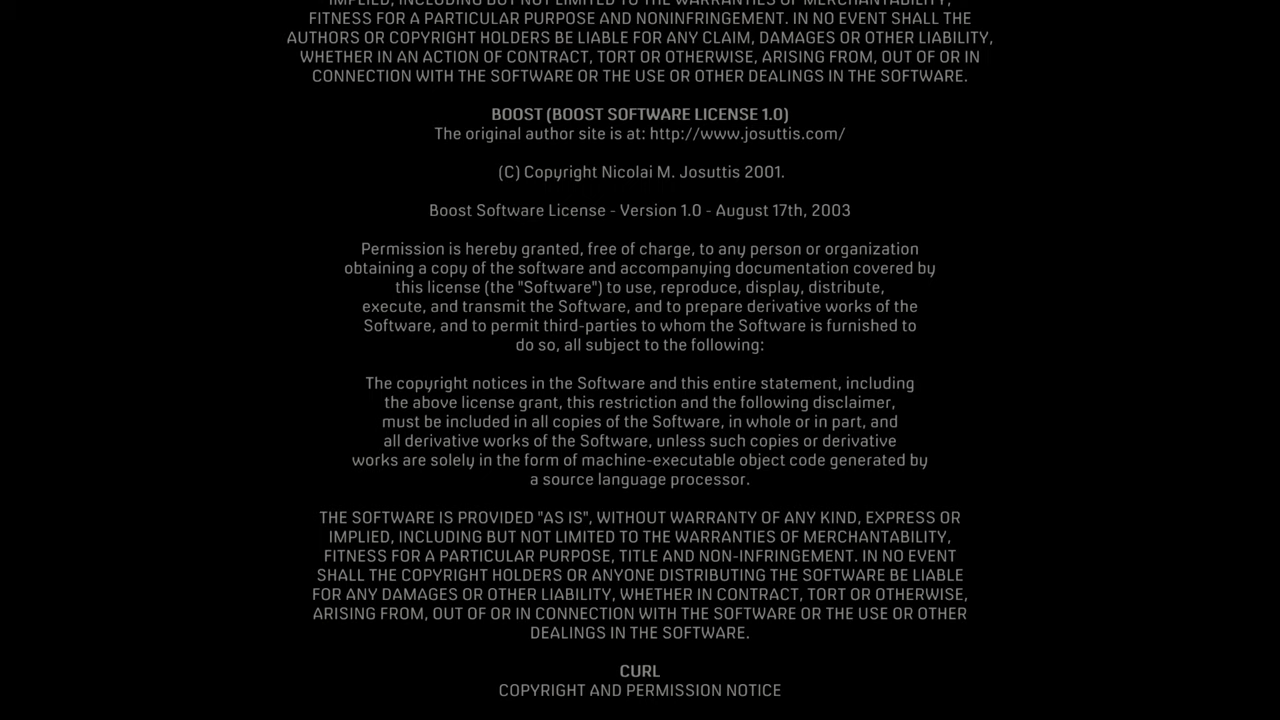 IMPLIED, INCLUDING BUT NOT LIMITED TO THE WARRANTIES OF MERCHANTABILITY,
FITNESS FOR A PARTICULAR PURPOSE AND NONINFRINGEMENT. IN NO EVENT SHALL THE
AUTHORS OR COPYRIGHT HOLDERS BE LIABLE FOR ANY CLAIM, DAMAGES OR OTHER LIABILITY,
WHETHER IN AN ACTION OF CONTRACT, TORT OR OTHERWISE, ARISING FROM, OUT OF OR IN
CONNECTION WITH THE SOFTWARE OR THE USE OR OTHER DEALINGS IN THE SOFTWARE.
BOOST (BOOST SOFTWARE LICENSE 1.0)
The original author site is at: http://www.josuttis.com/
(C) Copyright Nicolai M. Josuttis 2001.
Boost Software License - Version 1.0 - August 17th, 2003
Permission is hereby granted, free of charge, to any person or organization
obtaining a copy of the software and accompanying documentation covered by
this license (the "Software") to use, reproduce, display, distribute,
execute, and transmit the Software, and to prepare derivative works of the
Software, and to permit third-parties to whom the Software is furnished to
do so, all subject to the following:
The copyright notices in the Software and this entire statement, including
the above license grant, this restriction and the following disclaimer,
must be included in all copies of the Software, in whole or in part, and
all derivative works of the Software, unless such copies or derivative
works are solely in the form of machine-executable object code generated by
a source language processor.
THE SOFTWARE IS PROVIDED "AS IS", WITHOUT WARRANTY OF ANY KIND, EXPRESS OR
IMPLIED, INCLUDING BUT NOT LIMITED TO THE WARRANTIES OF MERCHANTABILITY,
FITNESS FOR A PARTICULAR PURPOSE, TITLE AND NON-INFRINGEMENT. IN NO EVENT
SHALL THE COPYRIGHT HOLDERS OR ANYONE DISTRIBUTING THE SOFTWARE BE LIABLE
FOR ANY DAMAGES OR OTHER LIABILITY, WHETHER IN CONTRACT, TORT OR OTHERWISE,
ARISING FROM, OUT OF OR IN CONNECTION WITH THE SOFTWARE OR THE USE OR OTHER
DEALINGS IN THE SOFTWARE.
CURL
COPYRIGHT AND PERMISSION NOTICE